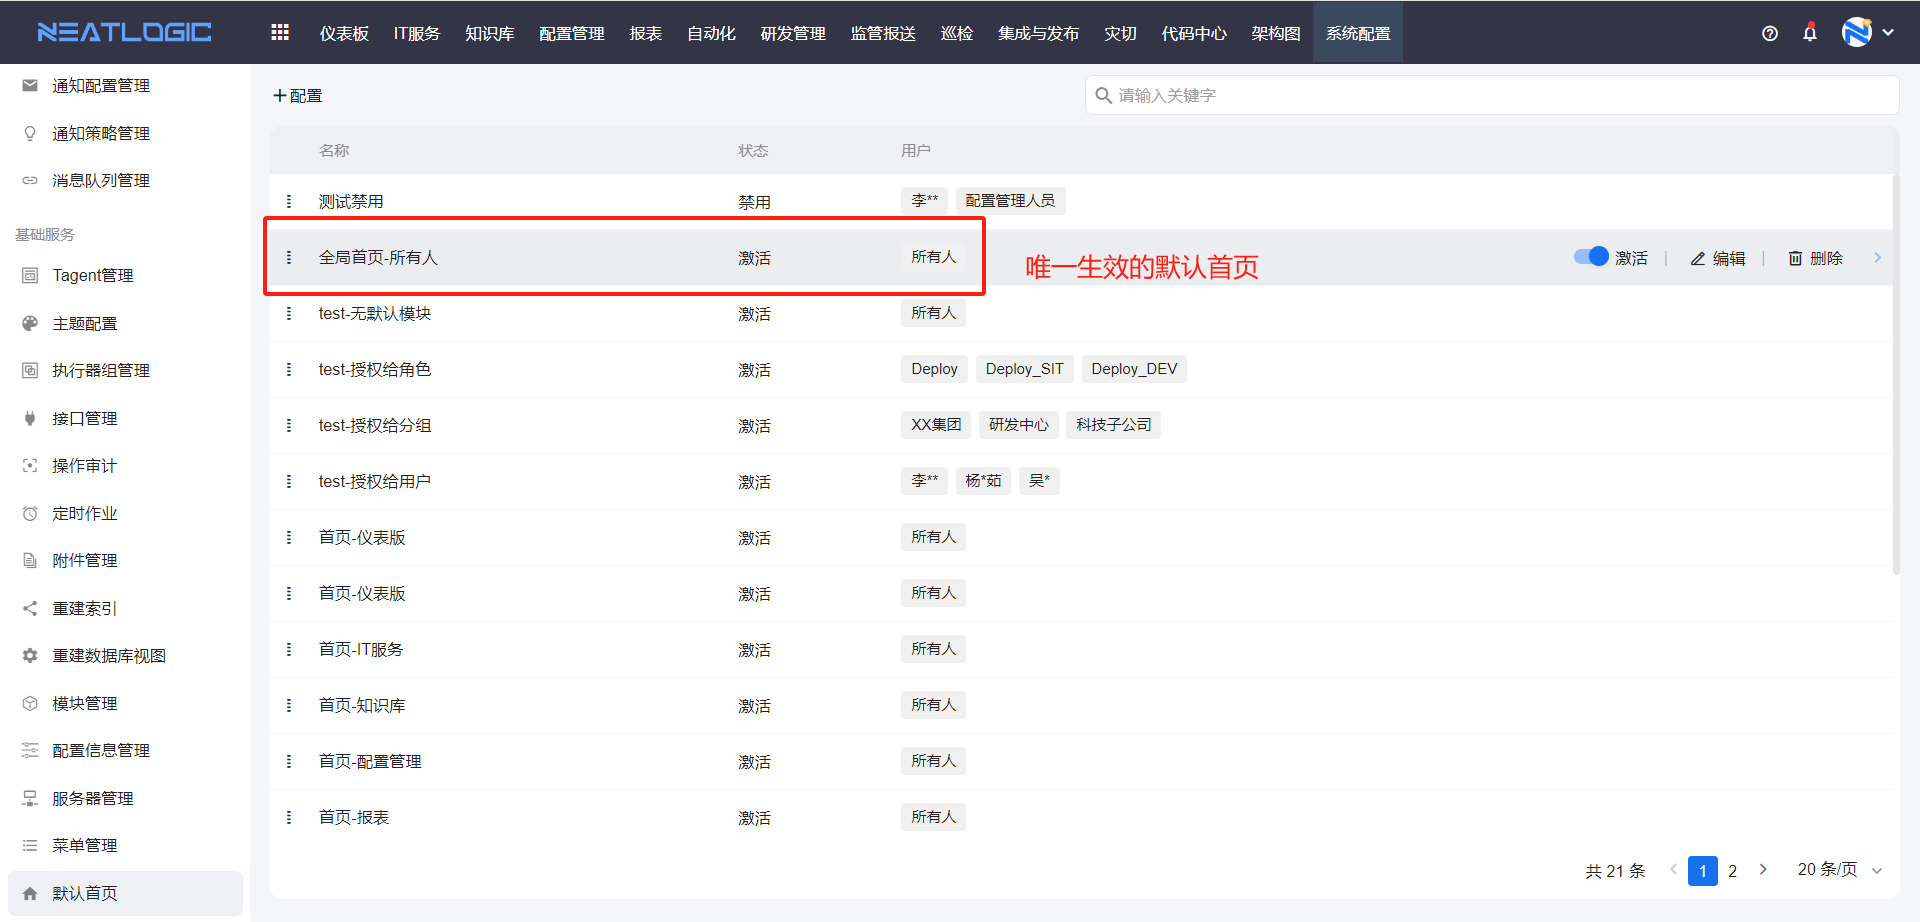 NEATLOGIC
仪表板 IT服务 知识库 配置管理 报表 自动化 研发管理 监管报送 巡检 集成与发布 灾切 代码中心 架构图 系统配置
通知配置管理
通知策略管理
消息队列管理
基础服务
Tagent管理
主题配置
执行器组管理
接口管理
操作审计
定时作业
附件管理
重建索引
重建数据库视图
模块管理
配置信息管理
服务器管理
菜单管理
默认首页
+配置
请输入关键字
名称 状态 用户
测试禁用 禁用 李** 配置管理人员
全局首页-所有人 激活 所有人 唯一生效的默认首页 激活 | 编辑 | 删除
test-无默认模块 激活 所有人
test-授权给角色 激活 Deploy Deploy_SIT Deploy_DEV
test-授权给分组 激活 XX集团 研发中心 科技子公司
test-授权给用户 激活 李** 杨*茹 吴*
首页-仪表版 激活 所有人
首页-仪表版 激活 所有人
首页-IT服务 激活 所有人
首页-知识库 激活 所有人
首页-配置管理 激活 所有人
首页-报表 激活 所有人
共 21 条 1 2 20 条/页